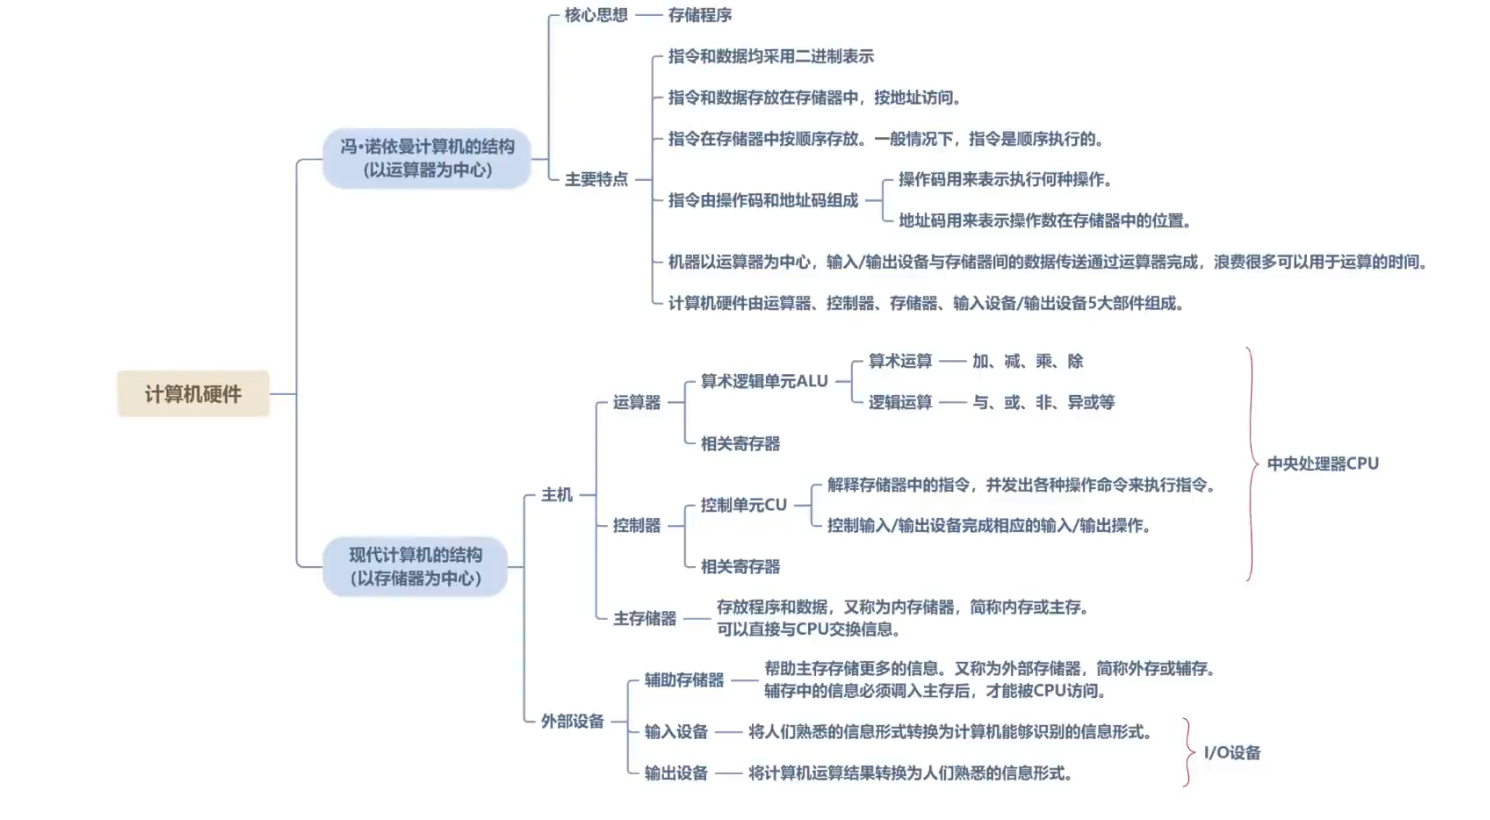 核心思想
存储程序
指令和数据均采用二进制表示
指令和数据存放在存储器中，按地址访问。
指令在存储器中按顺序存放。一般情况下，指令是顺序执行的。
冯·诺依曼计算机的结构
(以运算器为中心)
主要特点
操作码用来表示执行何种操作。
指令由操作码和地址码组成
地址码用来表示操作数在存储器中的位置。
机器以运算器为中心，输入/输出设备与存储器间的数据传送通过运算器完成，浪费很多可以用于运算的时间。
计算机硬件由运算器、控制器、存储器、输入设备/输出设备5大部件组成。
计算机硬件
算术运算
加、减、乘、除
算术逻辑单元ALU
运算器
逻辑运算
与、或、非、异或等
相关寄存器
中央处理器CPU
主机
解释存储器中的指令，并发出各种操作命令来执行指令。
控制单元CU
控制器
控制输入/输出设备完成相应的输入/输出操作。
相关寄存器
现代计算机的结构
（以存储器为中心）
主存储器
存放程序和数据，又称为内存储器，简称内存或主存。
可以直接与CPU交换信息。
辅助存储器
帮助主存存储更多的信息。又称为外部存储器，简称外存或辅存。
辅存中的信息必须调入主存后，才能被CPU访问。
外部设备
输入设备
将人们熟悉的信息形式转换为计算机能够识别的信息形式。
I/O设备
输出设备
将计算机运算结果转换为人们熟悉的信息形式。